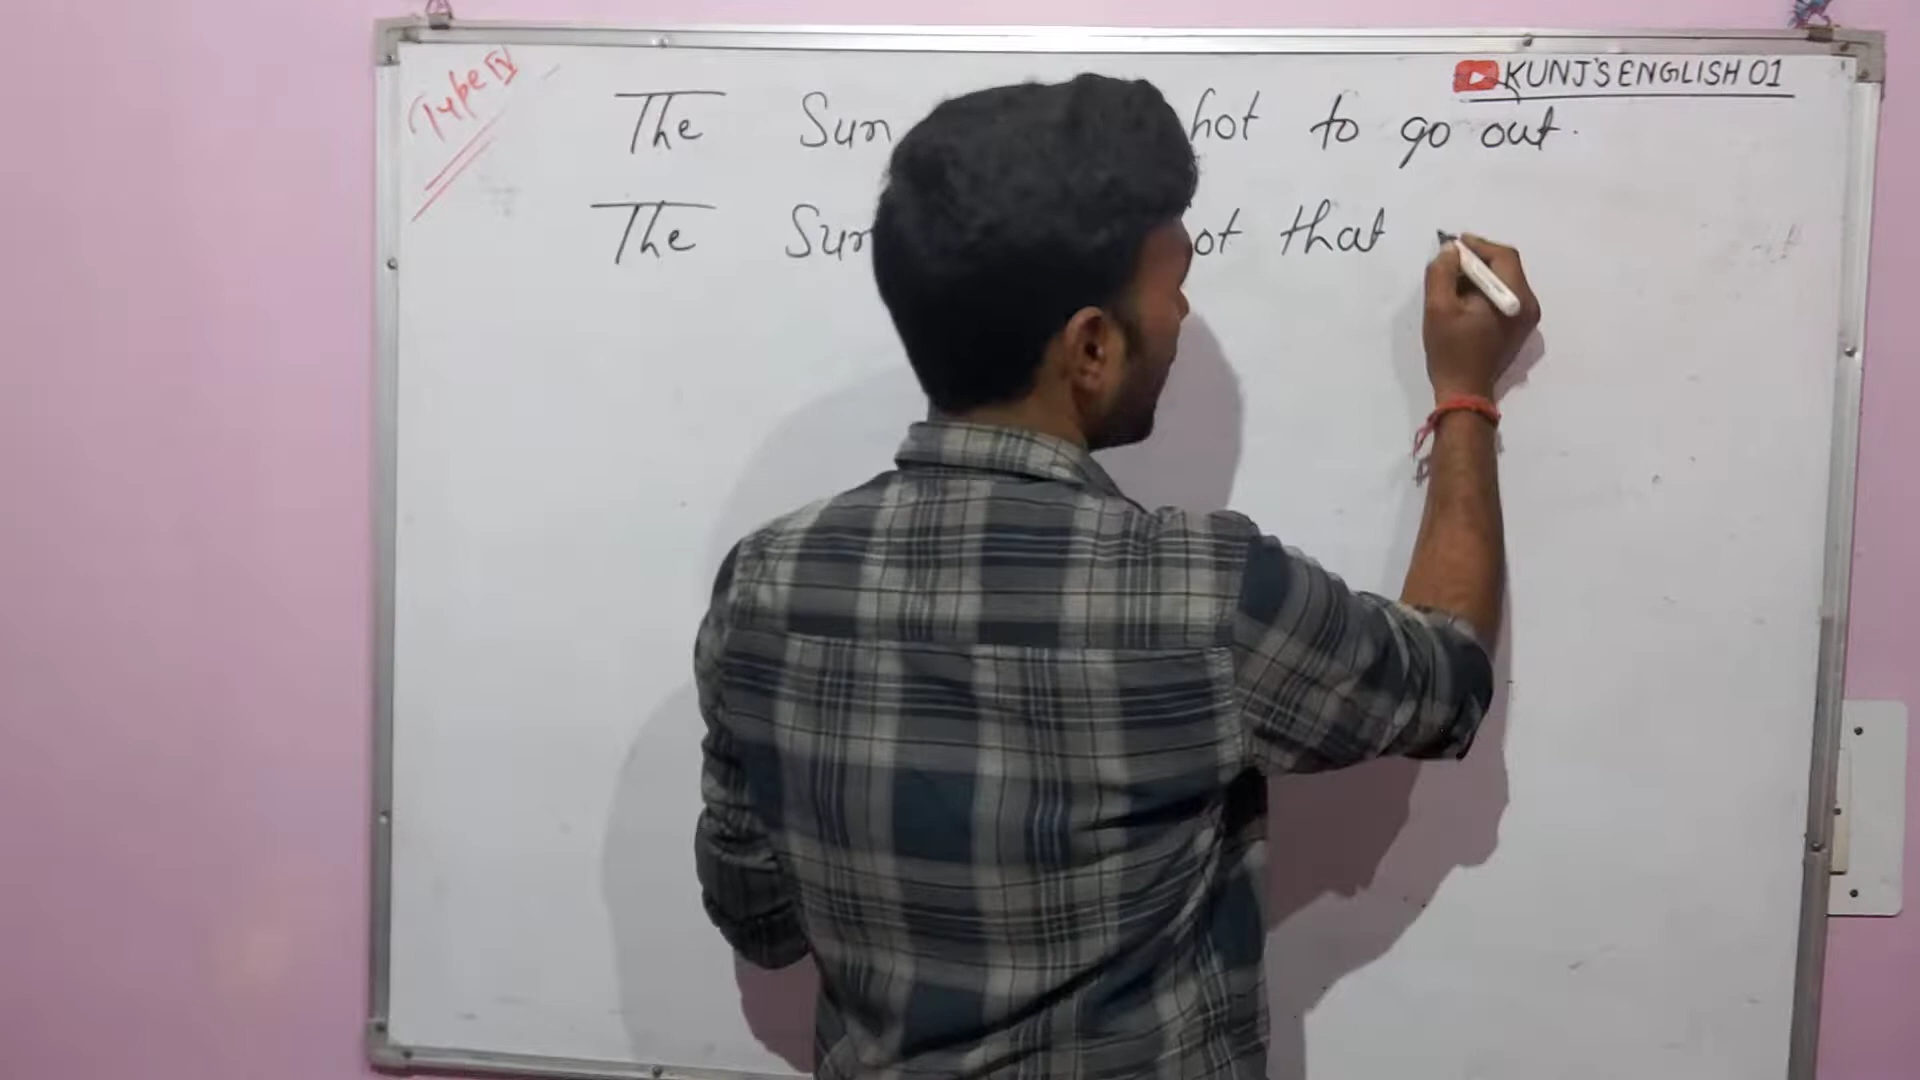 Type IV
KUNJ'S ENGLISH 01
The Sun hot to go out.
The Sun ot that